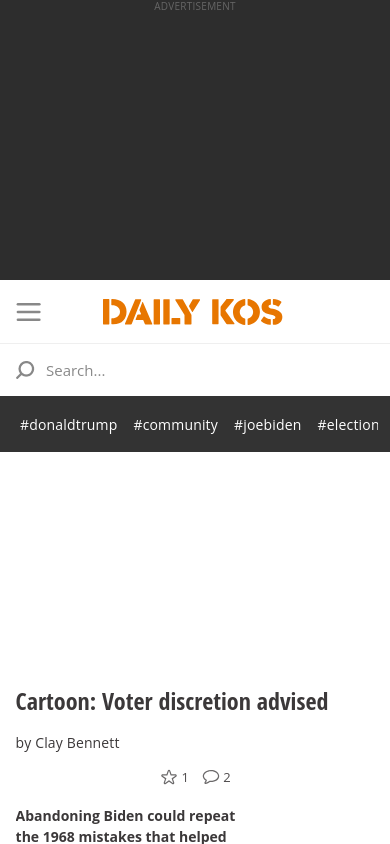 ADVERTISEMENT
DAILY KOS
Search...
#donaldtrump #community #joebiden #election
Cartoon: Voter discretion advised
by Clay Bennett
1 2
Abandoning Biden could repeat
the 1968 mistakes that helped